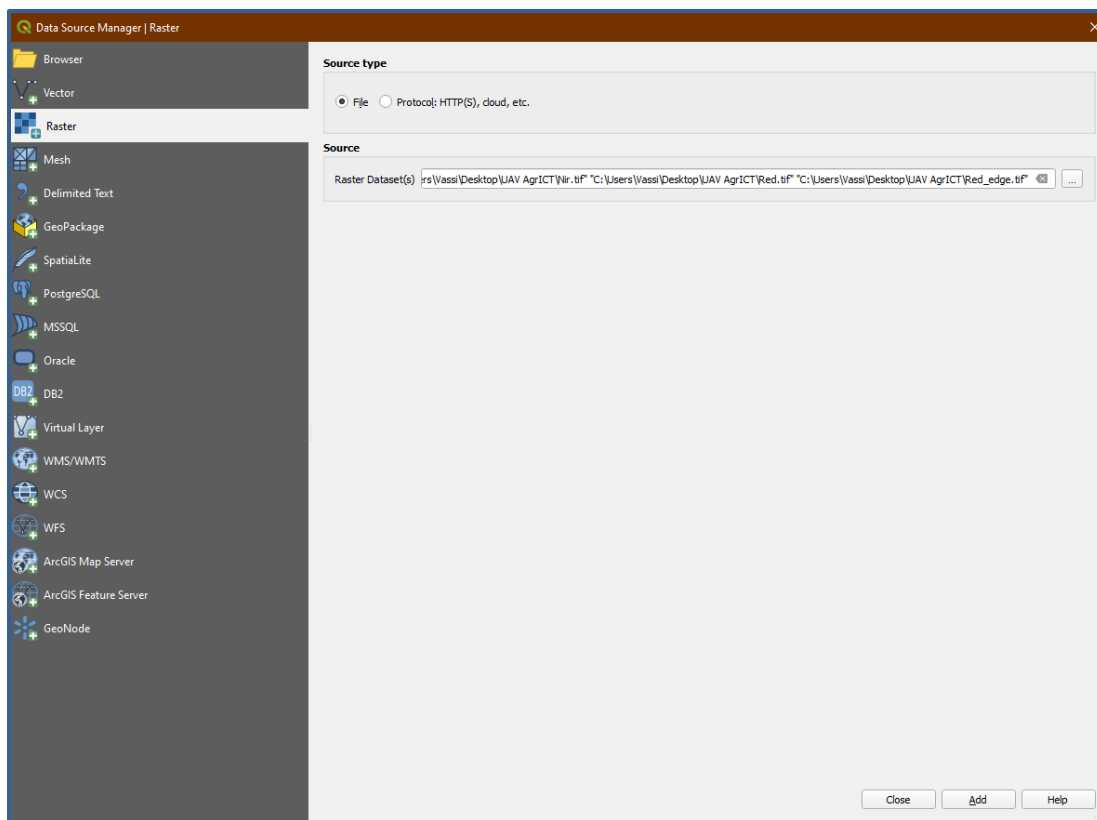 Data Source Manager | Raster
Browser
Vector
Raster
Mesh
Delimited Text
GeoPackage
SpatiaLite
PostgreSQL
MSSQL
Oracle
DB2
DB2
Virtual Layer
WMS/WMTS
WCS
WFS
ArcGIS Map Server
ArcGIS Feature Server
GeoNode
Source type
File Protocol: HTTP(S), cloud, etc.
Source
Raster Dataset(s) ers\Vassi\Desktop\UAV AgrICT\Nir.tif" "C:\Users\Vassi\Desktop\UAV AgrICT\Red.tif" "C:\Users\Vassi\Desktop\UAV AgrICT\Red_edge.tif" ...
Close Add Help